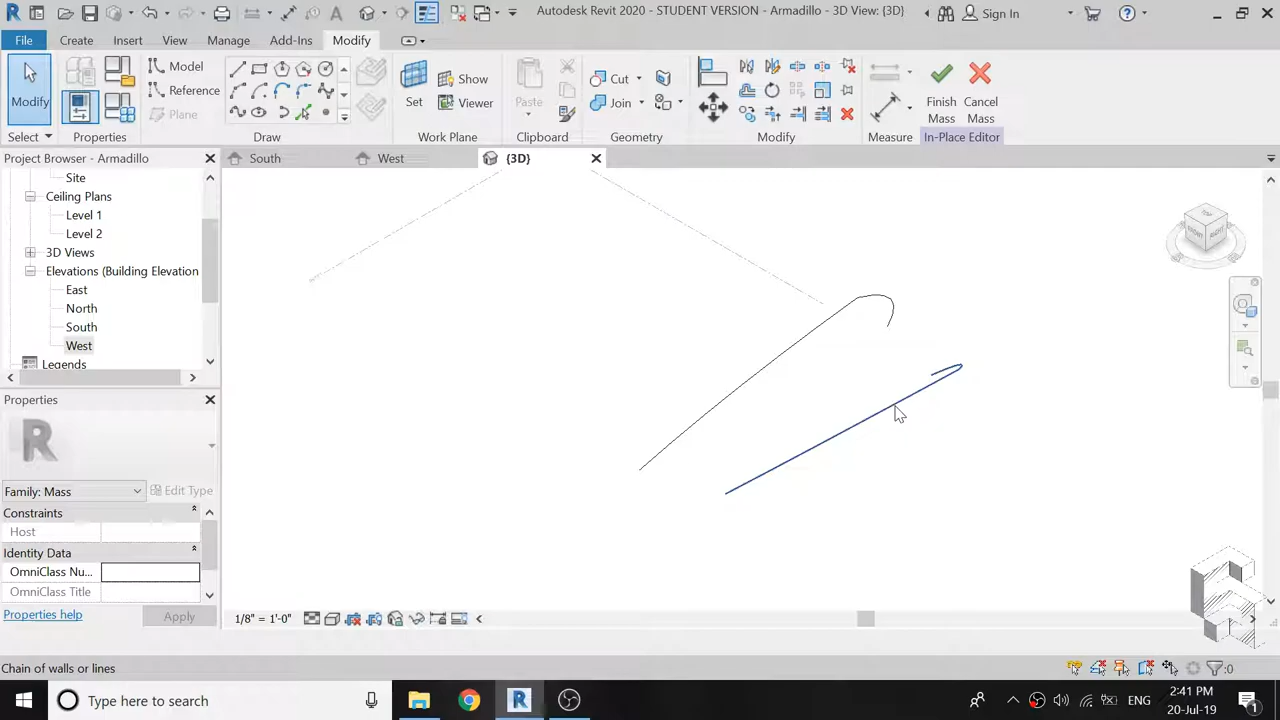 Autodesk Revit 2020 - STUDENT VERSION - Armadillo - 3D View: {3D}
Sign In
File
Create
Insert
View
Manage
Add-Ins
Modify
Modify
Select
Properties
Model
Reference
Plane
Draw
Set
Show
Viewer
Work Plane
Paste
Clipboard
Cut
Join
Geometry
Modify
Measure
Finish
Mass
Cancel
Mass
In-Place Editor
Project Browser - Armadillo
South
West
{3D}
Site
Ceiling Plans
Level 1
Level 2
3D Views
Elevations (Building Elevation
East
North
South
West
Legends
Properties
R
Family: Mass
Edit Type
Constraints
Host
Identity Data
OmniClass Nu...
OmniClass Title
Properties help
Apply
TOP
FRONT
RIGHT
1/8" = 1'-0"
Chain of walls or lines
:0
Type here to search
ENG
2:41 PM
20-Jul-19
1